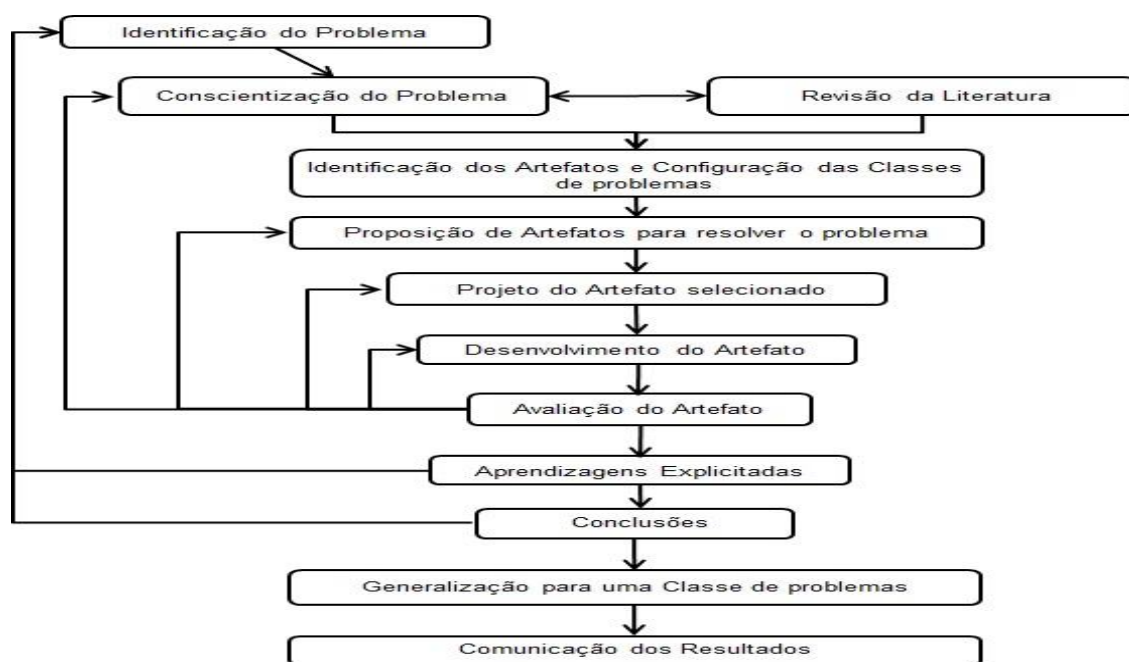 Identificação do Problema
Conscientização do Problema
Revisão da Literatura
Identificação dos Artefatos e Configuração das Classes
de problemas
Proposição de Artefatos para resolver o problema
Projeto do Artefato selecionado
Desenvolvimento do Artefato
Avaliação do Artefato
Aprendizagens Explicitadas
Conclusões
Generalização para uma Classe de problemas
Comunicação dos Resultados